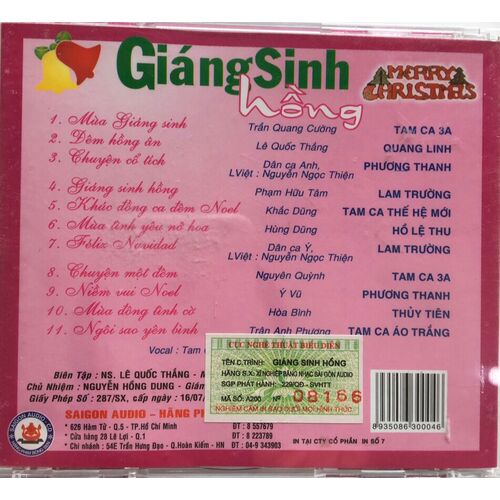 Giáng Sinh
hồng
MERRY
CHRISTMAS
1. Mùa Giáng sinh Trần Quang Cường TAM CA 3A
2. Đêm hồng ân Lê Quốc Thắng QUANG LINH
3. Chuyện cổ tích Dân ca Anh, LViệt : Nguyễn Ngọc Thiện PHƯƠNG THANH
4. Giáng sinh hồng Phạm Hữu Tâm LAM TRƯỜNG
5. Khúc đồng ca đêm Noel Khắc Dũng TAM CA THẾ HỆ MỚI
6. Mùa tình yêu nở hoa Hùng Dũng HỒ LỆ THU
7. Féliz Navidad Dân ca Ý, LViệt : Nguyễn Ngọc Thiện LAM TRƯỜNG
8. Chuyện một đêm Nguyên Quỳnh TAM CA 3A
9. Niềm vui Noel Ý Vũ PHƯƠNG THANH
10. Mùa đông tình cờ Hòa Bình THỦY TIÊN
11. Ngôi sao yên bình Trần Anh Phương TAM CA ÁO TRẮNG
Vocal : Tam
CỤC NGHỆ THUẬT BIỂU DIỄN
TÊN C.TRÌNH: GIÁNG SINH HỒNG
HÃNG S.X: XÍ NGHIỆP BĂNG NHẠC SÀI GÒN AUDIO
SGP PHÁT HÀNH: 229/QĐ-SVHTT
MÃ SỐ: A200 Nº 08166
NGHIÊM CẤM IN SAO DƯỚI MỌI HÌNH THỨC
Biên Tập : NS. LÊ QUỐC THẮNG -
Chủ Nhiệm : NGUYỄN HỒNG DUNG - Giám
Giấy Phép Số : 287/SX, cấp ngày : 16/07/
SAIGON AUDIO – HÃNG
* 626 Hàm Tử - Q.5 - TP.Hồ Chí Minh ĐT : 8 557679
* Cửa hàng 28 Lê Lợi - Q.1 ĐT : 8 223789
* Chi nhánh : 54E Trần Hưng Đạo - Q.Hoàn Kiếm - HN ĐT : 04-9 343903
IN TẠI CTY CỔ PHẦN IN SỐ 7
8935086300046
SAIGON AUDIO